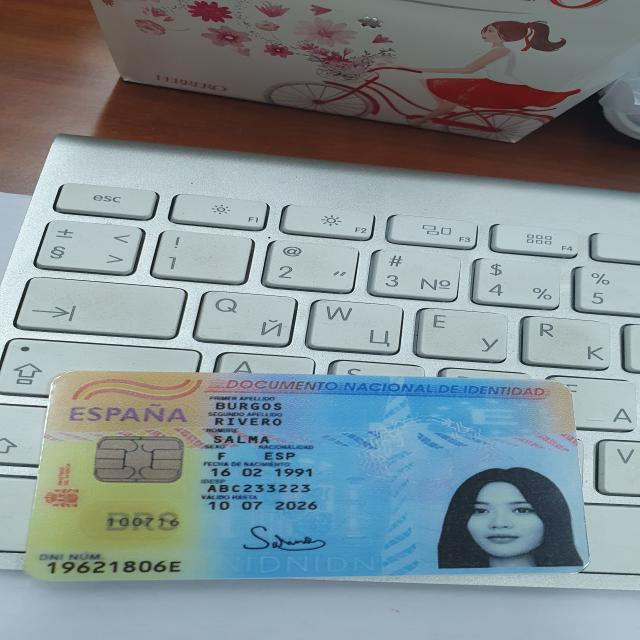 FERRERO
esc
F1
F2
F3
F4
± <
§ >
!
1
@
2 "
#
3 №
$
4 %
%
5
Q Й
W Ц
E У
R К
A
A
V
DOCUMENTO NACIONAL DE IDENTIDAD
ESPAÑA
PRIMER APELLIDO
BURGOS
SEGUNDO APELLIDO
RIVERO
NOMBRE
SALMA
SEXO NACIONALIDAD
F ESP
FECHA DE NACIMIENTO
16 02 1991
IDESP
ABC233223
VÁLIDO HASTA
10 07 2026
100716
Salma
DNI NÚM.
19621806E